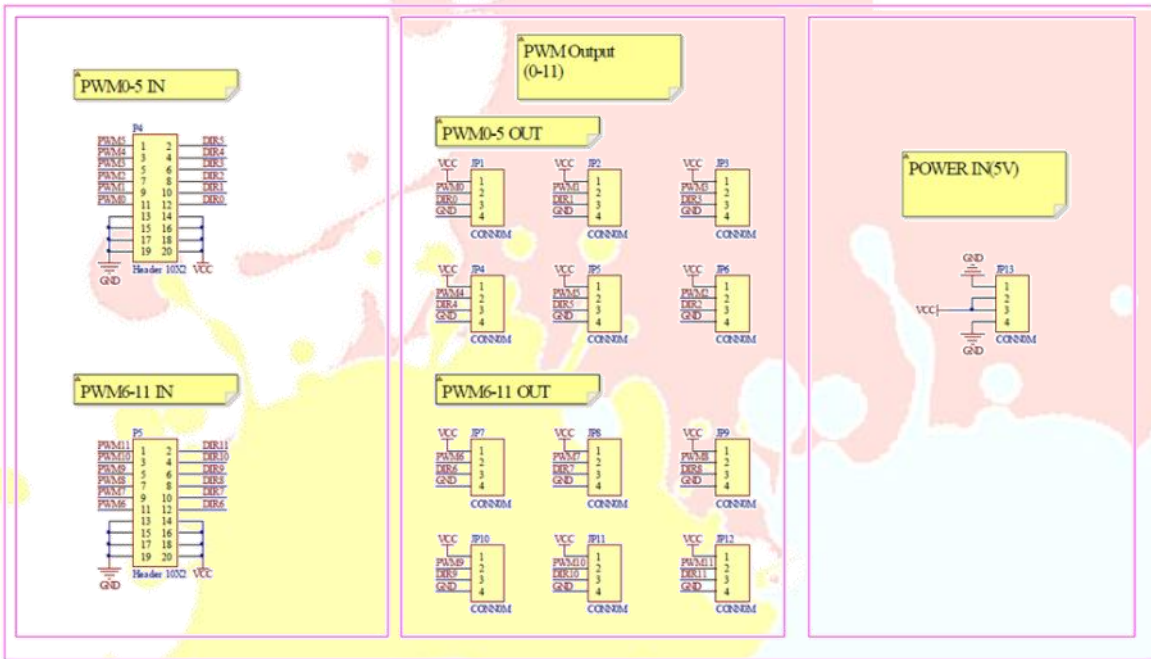 PWM0-5 IN
P4
PWM5 1 2 DIR5
PWM4 3 4 DIR4
PWM3 5 6 DIR3
PWM2 7 8 DIR2
PWM1 9 10 DIR1
PWM0 11 12 DIR0
13 14
15 16
17 18
19 20
GND Header 10X2 VCC
PWM6-11 IN
P5
PWM11 1 2 DIR11
PWM10 3 4 DIR10
PWM9 5 6 DIR9
PWM8 7 8 DIR8
PWM7 9 10 DIR7
PWM6 11 12 DIR6
13 14
15 16
17 18
19 20
GND Header 10X2 VCC
PWM Output
(0-11)
PWM0-5 OUT
VCC JP1
1
PWM0 2
DIR0 3
GND 4
CONN0M
VCC JP2
1
PWM1 2
DIR1 3
GND 4
CONN0M
VCC JP3
1
PWM3 2
DIR3 3
GND 4
CONN0M
VCC JP4
1
PWM4 2
DIR4 3
GND 4
CONN0M
VCC JP5
1
PWM5 2
DIR5 3
GND 4
CONN0M
VCC JP6
1
PWM2 2
DIR2 3
GND 4
CONN0M
PWM6-11 OUT
VCC JP7
1
PWM6 2
DIR6 3
GND 4
CONN0M
VCC JP8
1
PWM7 2
DIR7 3
GND 4
CONN0M
VCC JP9
1
PWM8 2
DIR8 3
GND 4
CONN0M
VCC JP10
1
PWM9 2
DIR9 3
GND 4
CONN0M
VCC JP11
1
PWM10 2
DIR10 3
GND 4
CONN0M
VCC JP12
1
PWM11 2
DIR11 3
GND 4
CONN0M
POWER IN(5V)
GND JP13
1
2
VCC 3
4
GND CONN0M